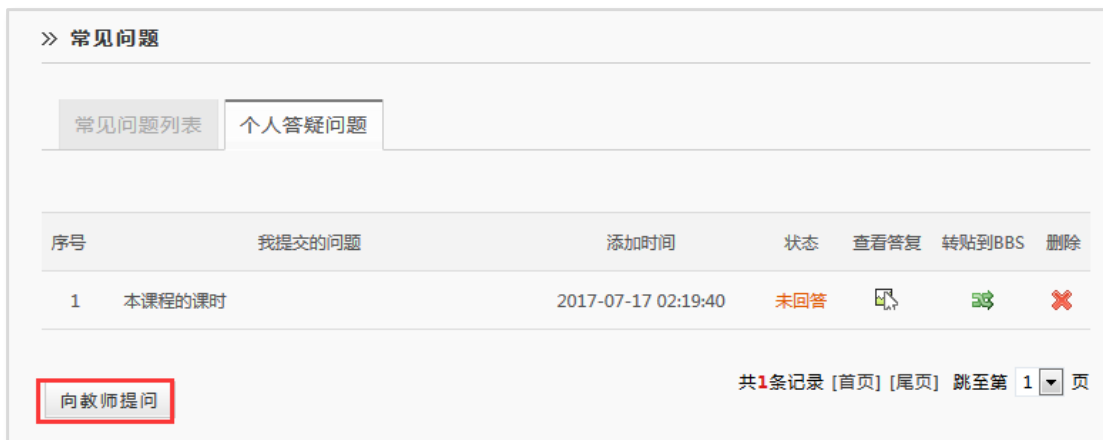 >> 常见问题
常见问题列表 个人答疑问题
序号 我提交的问题 添加时间 状态 查看答复 转贴到BBS 删除
1 本课程的课时 2017-07-17 02:19:40 未回答
共1条记录 [首页] [尾页] 跳至第 1 页
向教师提问